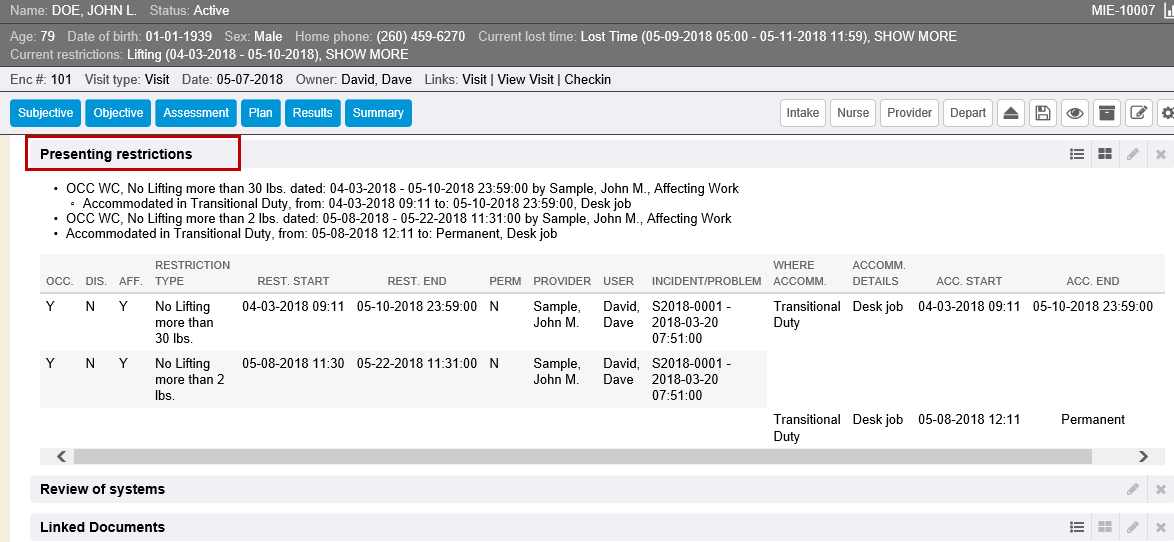 Name: DOE, JOHN L. Status: Active MIE-10007
Age: 79 Date of birth: 01-01-1939 Sex: Male Home phone: (260) 459-6270 Current lost time: Lost Time (05-09-2018 05:00 - 05-11-2018 11:59), SHOW MORE
Current restrictions: Lifting (04-03-2018 - 05-10-2018), SHOW MORE
Enc #: 101 Visit type: Visit Date: 05-07-2018 Owner: David, Dave Links: Visit | View Visit | Checkin
Subjective Objective Assessment Plan Results Summary Intake Nurse Provider Depart
Presenting restrictions
• OCC WC, No Lifting more than 30 lbs. dated: 04-03-2018 - 05-10-2018 23:59:00 by Sample, John M., Affecting Work
▫ Accommodated in Transitional Duty, from: 04-03-2018 09:11 to: 05-10-2018 23:59:00, Desk job
• OCC WC, No Lifting more than 2 lbs. dated: 05-08-2018 - 05-22-2018 11:31:00 by Sample, John M., Affecting Work
• Accommodated in Transitional Duty, from: 05-08-2018 12:11 to: Permanent, Desk job
RESTRICTION WHERE ACCOMM.
OCC. DIS. AFF. TYPE REST. START REST. END PERM PROVIDER USER INCIDENT/PROBLEM ACCOMM. DETAILS ACC. START ACC. END
Y N Y No Lifting 04-03-2018 09:11 05-10-2018 23:59:00 N Sample, David, S2018-0001 - Transitional Desk job 04-03-2018 09:11 05-10-2018 23:59:00
more than John M. Dave 2018-03-20 Duty
30 lbs. 07:51:00
Y N Y No Lifting 05-08-2018 11:30 05-22-2018 11:31:00 N Sample, David, S2018-0001 -
more than 2 John M. Dave 2018-03-20
lbs. 07:51:00
Transitional Desk job 05-08-2018 12:11 Permanent
Duty
Review of systems
Linked Documents